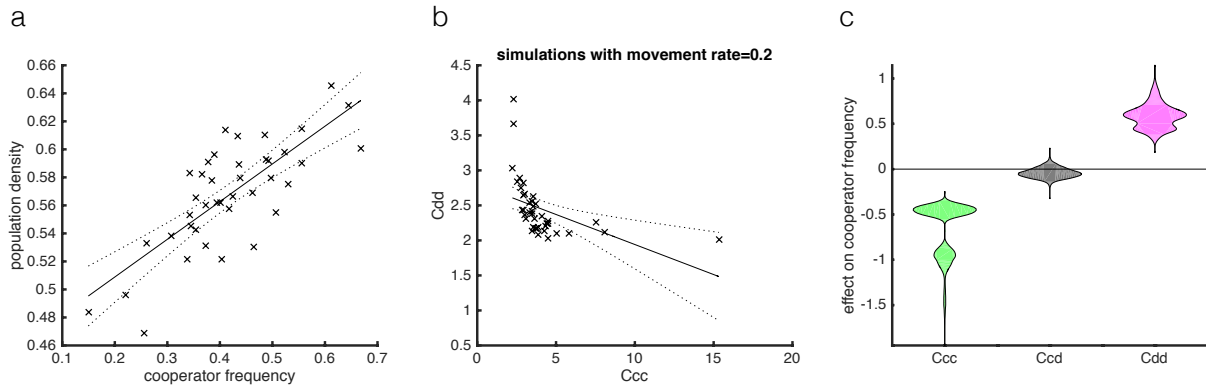 a
population density
0.66
0.64
0.62
0.6
0.58
0.56
0.54
0.52
0.5
0.48
0.46
0.1 0.2 0.3 0.4 0.5 0.6 0.7
cooperator frequency
b
simulations with movement rate=0.2
Cdd
4.5
4
3.5
3
2.5
2
1.5
1
0.5
0 5 10 15 20
Ccc
c
effect on cooperator frequency
1
0.5
0
-0.5
-1
-1.5
Ccc Ccd Cdd